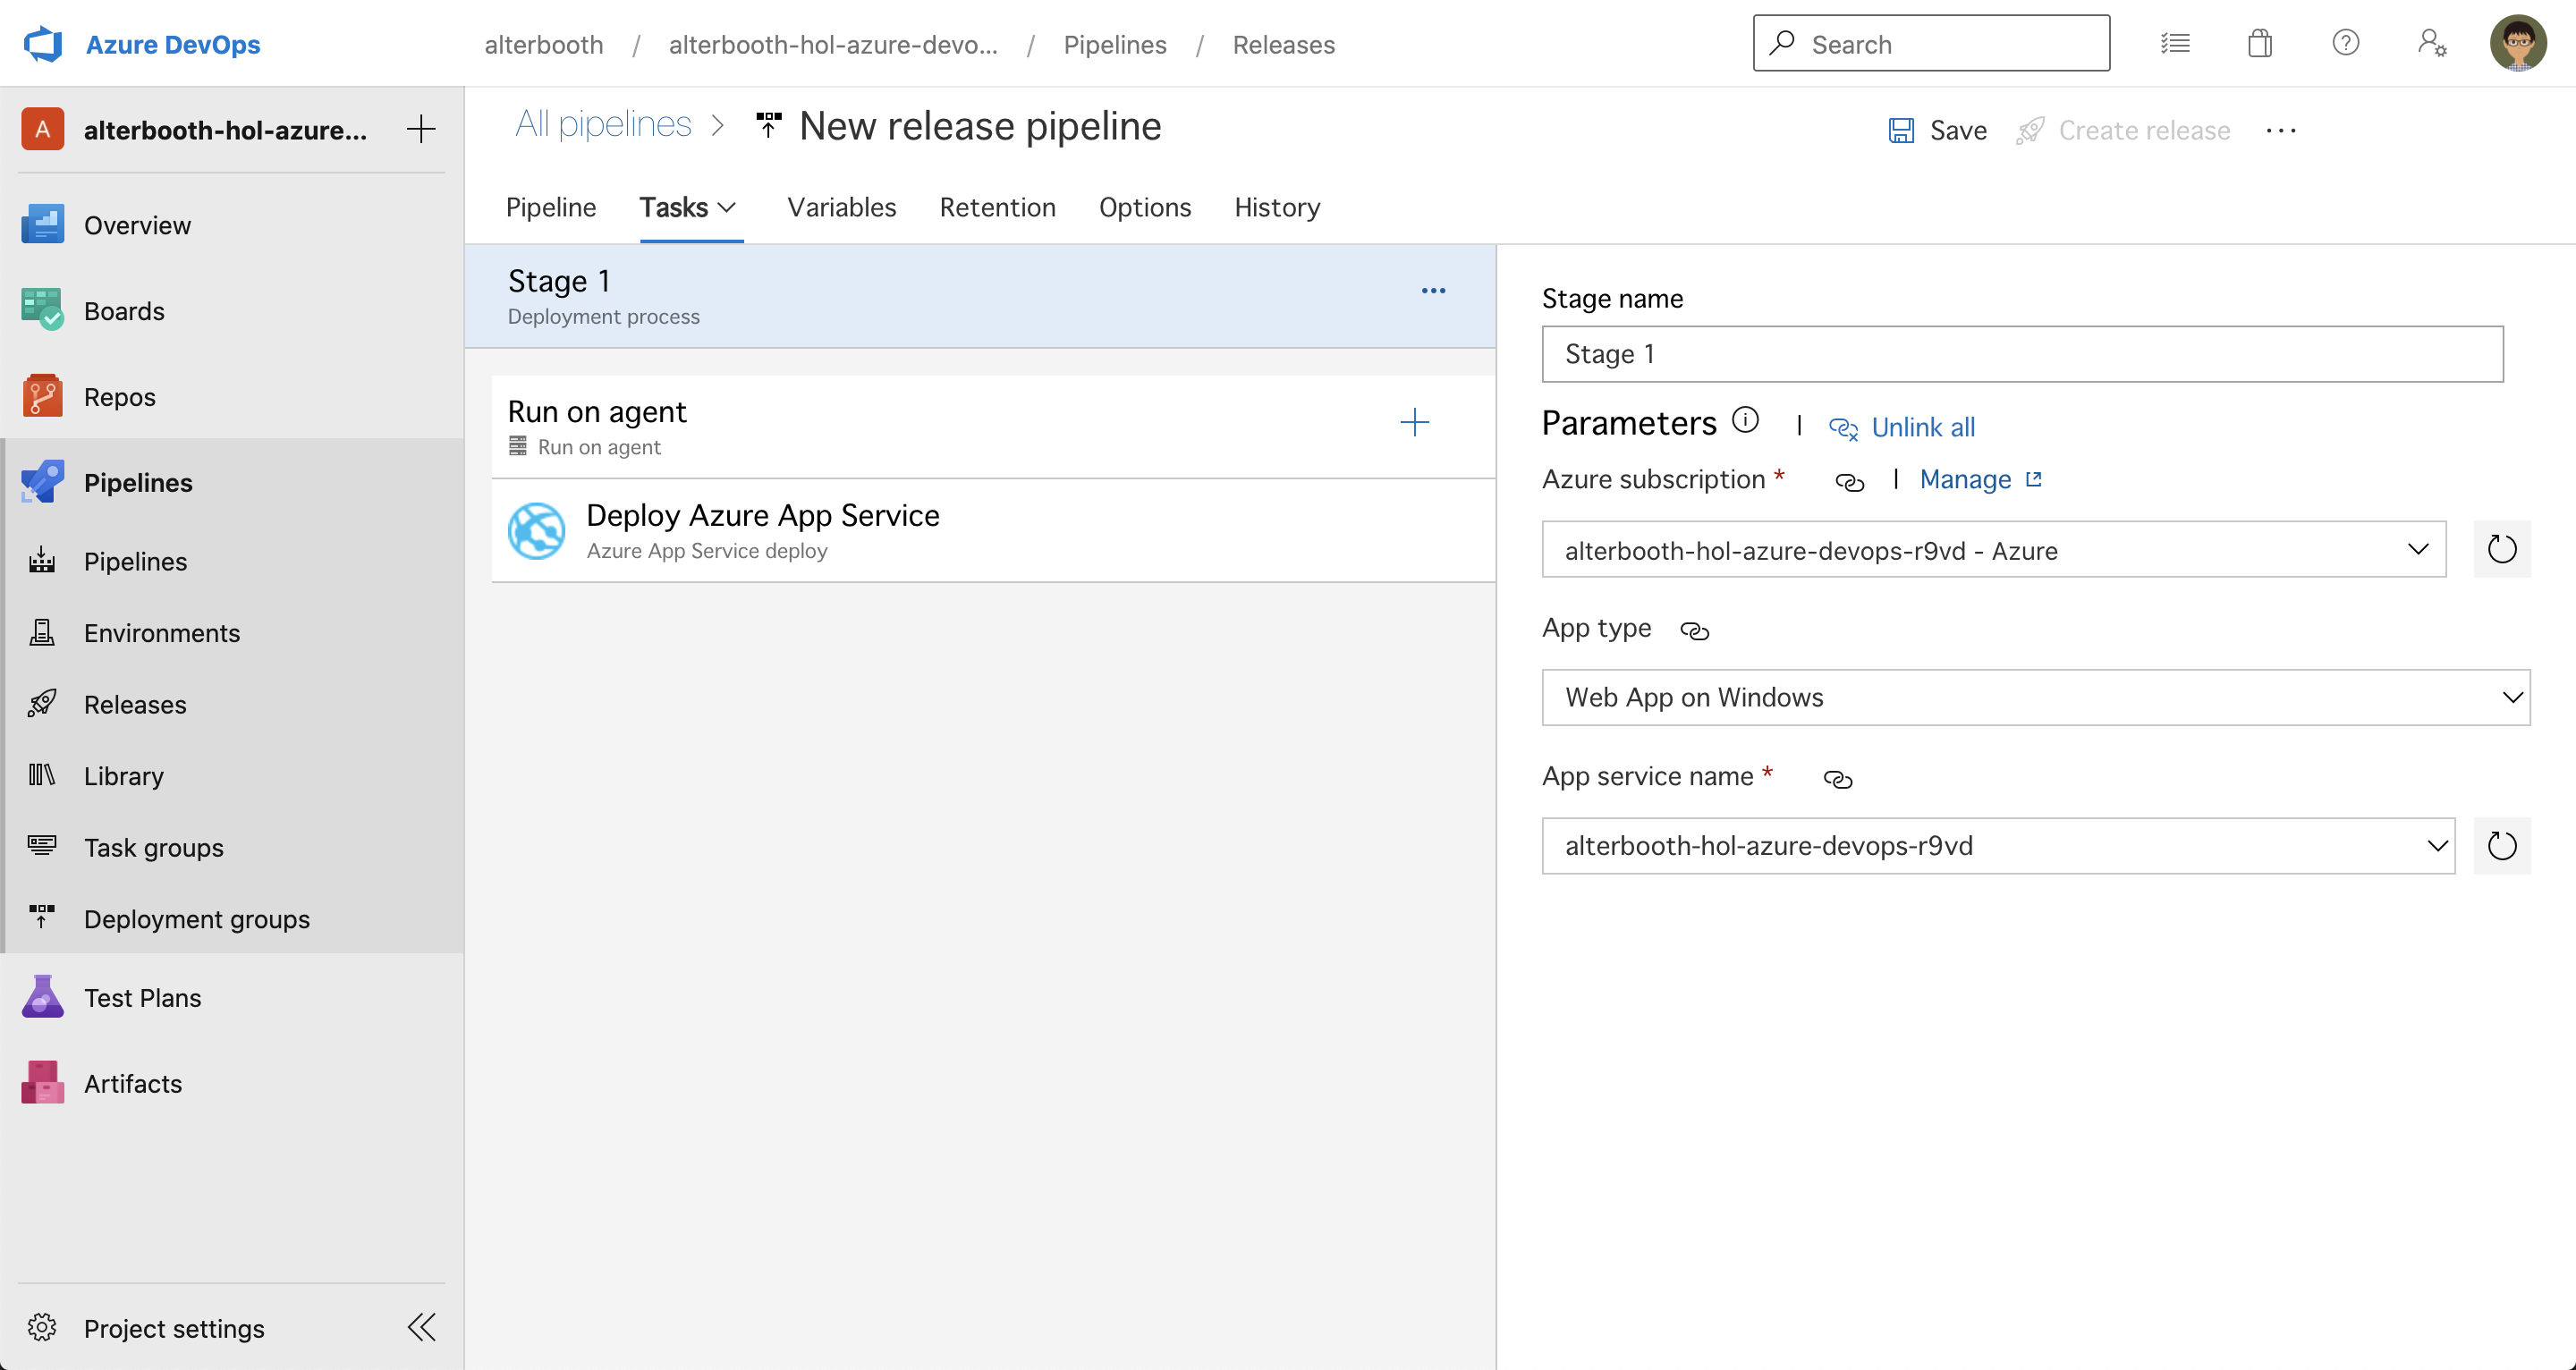 Azure DevOps
alterbooth / alterbooth-hol-azure-devo... / Pipelines / Releases
Search
A
alterbooth-hol-azure...
Overview
Boards
Repos
Pipelines
Pipelines
Environments
Releases
Library
Task groups
Deployment groups
Test Plans
Artifacts
Project settings
All pipelines > New release pipeline
Save
Create release
Pipeline
Tasks
Variables
Retention
Options
History
Stage 1
Deployment process
Run on agent
Run on agent
Deploy Azure App Service
Azure App Service deploy
Stage name
Stage 1
Parameters | Unlink all
Azure subscription * | Manage
alterbooth-hol-azure-devops-r9vd - Azure
App type
Web App on Windows
App service name *
alterbooth-hol-azure-devops-r9vd